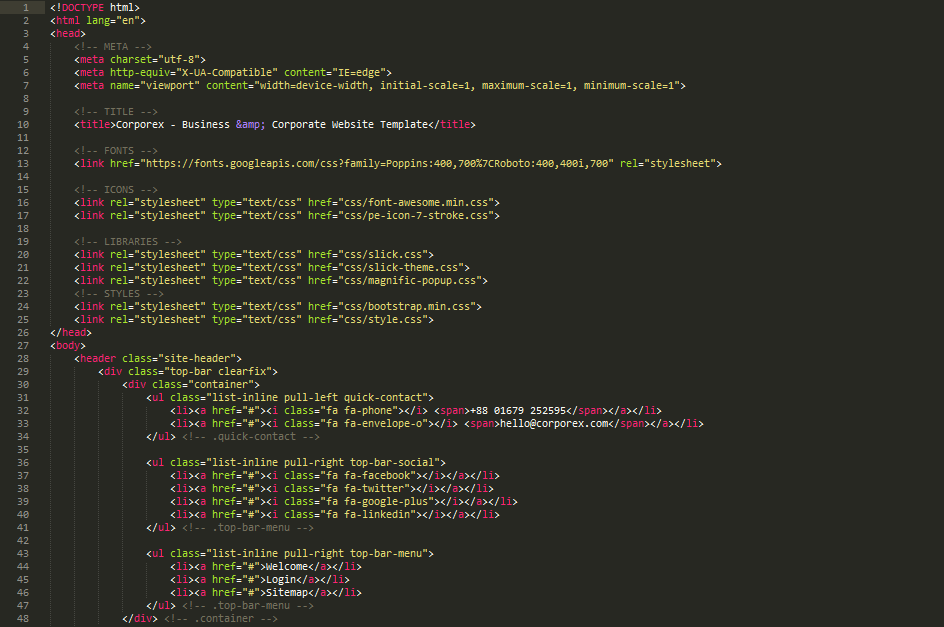 1 <!DOCTYPE html>
2 <html lang="en">
3 <head>
4 <!-- META -->
5 <meta charset="utf-8">
6 <meta http-equiv="X-UA-Compatible" content="IE=edge">
7 <meta name="viewport" content="width=device-width, initial-scale=1, maximum-scale=1, minimum-scale=1">
8
9 <!-- TITLE -->
10 <title>Corporex - Business &amp; Corporate Website Template</title>
11
12 <!-- FONTS -->
13 <link href="https://fonts.googleapis.com/css?family=Poppins:400,700%7CRoboto:400,400i,700" rel="stylesheet">
14
15 <!-- ICONS -->
16 <link rel="stylesheet" type="text/css" href="css/font-awesome.min.css">
17 <link rel="stylesheet" type="text/css" href="css/pe-icon-7-stroke.css">
18
19 <!-- LIBRARIES -->
20 <link rel="stylesheet" type="text/css" href="css/slick.css">
21 <link rel="stylesheet" type="text/css" href="css/slick-theme.css">
22 <link rel="stylesheet" type="text/css" href="css/magnific-popup.css">
23 <!-- STYLES -->
24 <link rel="stylesheet" type="text/css" href="css/bootstrap.min.css">
25 <link rel="stylesheet" type="text/css" href="css/style.css">
26 </head>
27 <body>
28 <header class="site-header">
29 <div class="top-bar clearfix">
30 <div class="container">
31 <ul class="list-inline pull-left quick-contact">
32 <li><a href="#"><i class="fa fa-phone"></i> <span>+88 01679 252595</span></a></li>
33 <li><a href="#"><i class="fa fa-envelope-o"></i> <span>hello@corporex.com</span></a></li>
34 </ul> <!-- .quick-contact -->
35
36 <ul class="list-inline pull-right top-bar-social">
37 <li><a href="#"><i class="fa fa-facebook"></i></a></li>
38 <li><a href="#"><i class="fa fa-twitter"></i></a></li>
39 <li><a href="#"><i class="fa fa-google-plus"></i></a></li>
40 <li><a href="#"><i class="fa fa-linkedin"></i></a></li>
41 </ul> <!-- .top-bar-menu -->
42
43 <ul class="list-inline pull-right top-bar-menu">
44 <li><a href="#">Welcome</a></li>
45 <li><a href="#">Login</a></li>
46 <li><a href="#">Sitemap</a></li>
47 </ul> <!-- .top-bar-menu -->
48 </div> <!-- .container -->